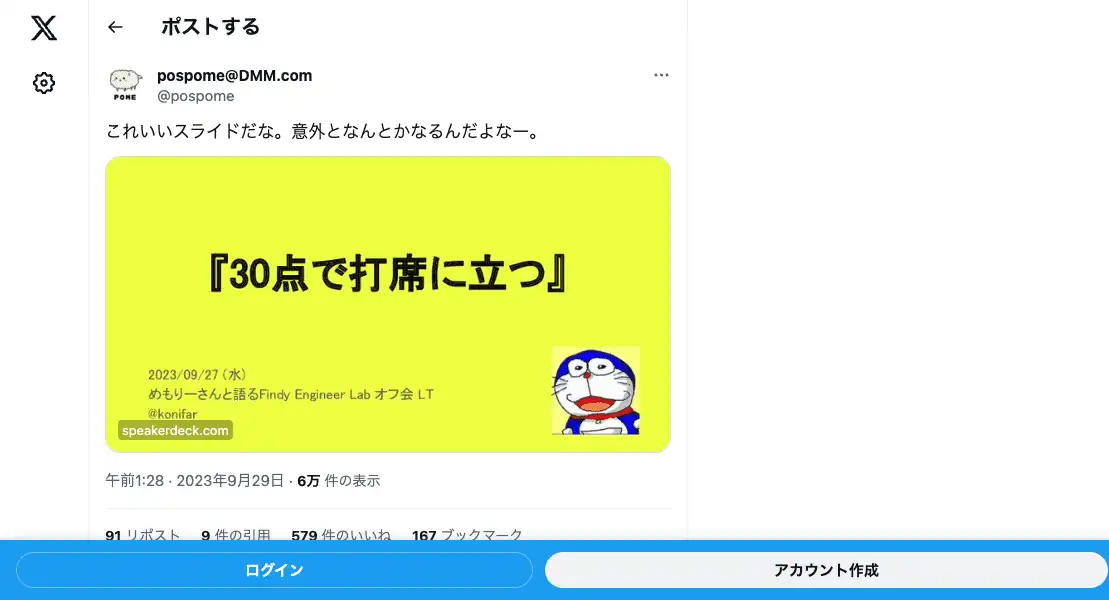 ポストする
pospome@DMM.com
@pospome
POME
これいいスライドだな。意外となんとかなるんだよなー。
『30点で打席に立つ』
2023/09/27 (水)
めもりーさんと語るFindy Engineer Lab オフ会 LT
@konifar
speakerdeck.com
午前1:28 · 2023年9月29日 · 6万 件の表示
91 リポスト 9 件の引用 579 件のいいね 167 ブックマーク
ログイン
アカウント作成